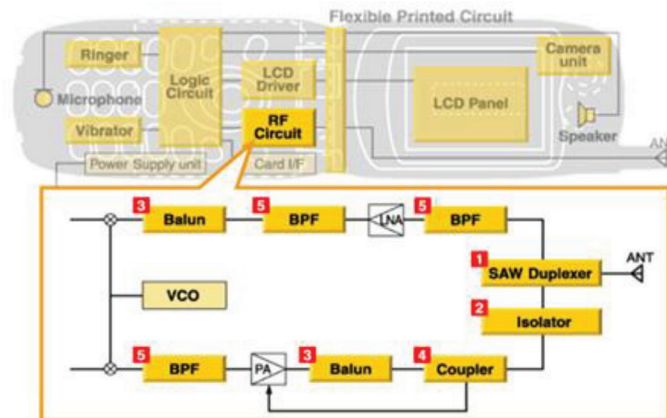 Flexible Printed Circuit
Ringer
Logic
Circuit
Camera
unit
LCD
Driver
LCD Panel
Microphone
Vibrator
RF
Circuit
Speaker
Power Supply unit
Card I/F
AN
3
Balun
5
BPF
LNA
5
BPF
1
SAW Duplexer
ANT
VCO
2
Isolator
5
BPF
PA
3
Balun
4
Coupler